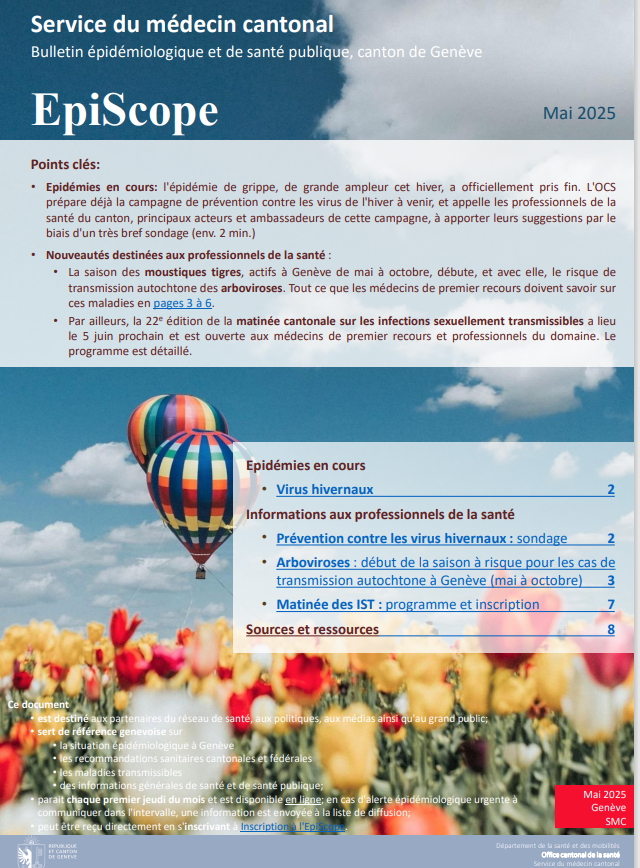 Service du médecin cantonal
Bulletin épidémiologique et de santé publique, canton de Genève
EpiScope
Mai 2025
Points clés:
• Epidémies en cours: l'épidémie de grippe, de grande ampleur cet hiver, a officiellement pris fin. L'OCS
prépare déjà la campagne de prévention contre les virus de l'hiver à venir, et appelle les professionnels de la
santé du canton, principaux acteurs et ambassadeurs de cette campagne, à apporter leurs suggestions par le
biais d'un très bref sondage (env. 2 min.)
• Nouveautés destinées aux professionnels de la santé :
• La saison des moustiques tigres, actifs à Genève de mai à octobre, débute, et avec elle, le risque de
transmission autochtone des arboviroses. Tout ce que les médecins de premier recours doivent savoir sur
ces maladies en pages 3 à 6.
• Par ailleurs, la 22e édition de la matinée cantonale sur les infections sexuellement transmissibles a lieu
le 5 juin prochain et est ouverte aux médecins de premier recours et professionnels du domaine. Le
programme est détaillé.
Epidémies en cours
• Virus hivernaux 2
Informations aux professionnels de la santé
• Prévention contre les virus hivernaux : sondage 2
• Arboviroses : début de la saison à risque pour les cas de
transmission autochtone à Genève (mai à octobre) 3
• Matinée des IST : programme et inscription 7
Sources et ressources 8
Ce document
• est destiné aux partenaires du réseau de santé, aux politiques, aux médias ainsi qu'au grand public;
• sert de référence genevoise sur
• la situation épidémiologique à Genève
• les recommandations sanitaires cantonales et fédérales
• les maladies transmissibles
• des informations générales de santé et de santé publique;
• parait chaque premier jeudi du mois et est disponible en ligne; en cas d'alerte épidémiologique urgente à
communiquer dans l'intervalle, une information est envoyée à la liste de diffusion;
• peut être reçu directement en s'inscrivant à Inscription à l'EpiScope.
Mai 2025
Genève
SMC
REPUBLIQUE
ET CANTON
DE GENEVE
Département de la santé et des mobilités
Office cantonal de la santé
Service du médecin cantonal